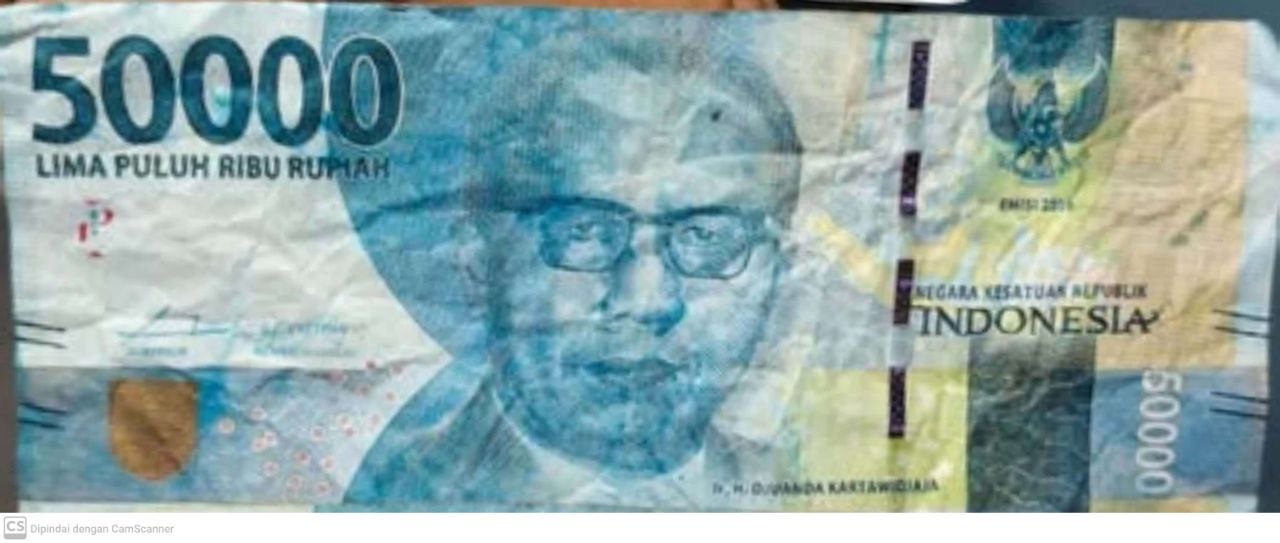 50000
LIMA PULUH RIBU RUPIAH
EMISI 2016
NEGARA KESATUAN REPUBLIK
INDONESIA
50000
Ir. H. DJUANDA KARTAWIDJAJA
CS Dipindai dengan CamScanner